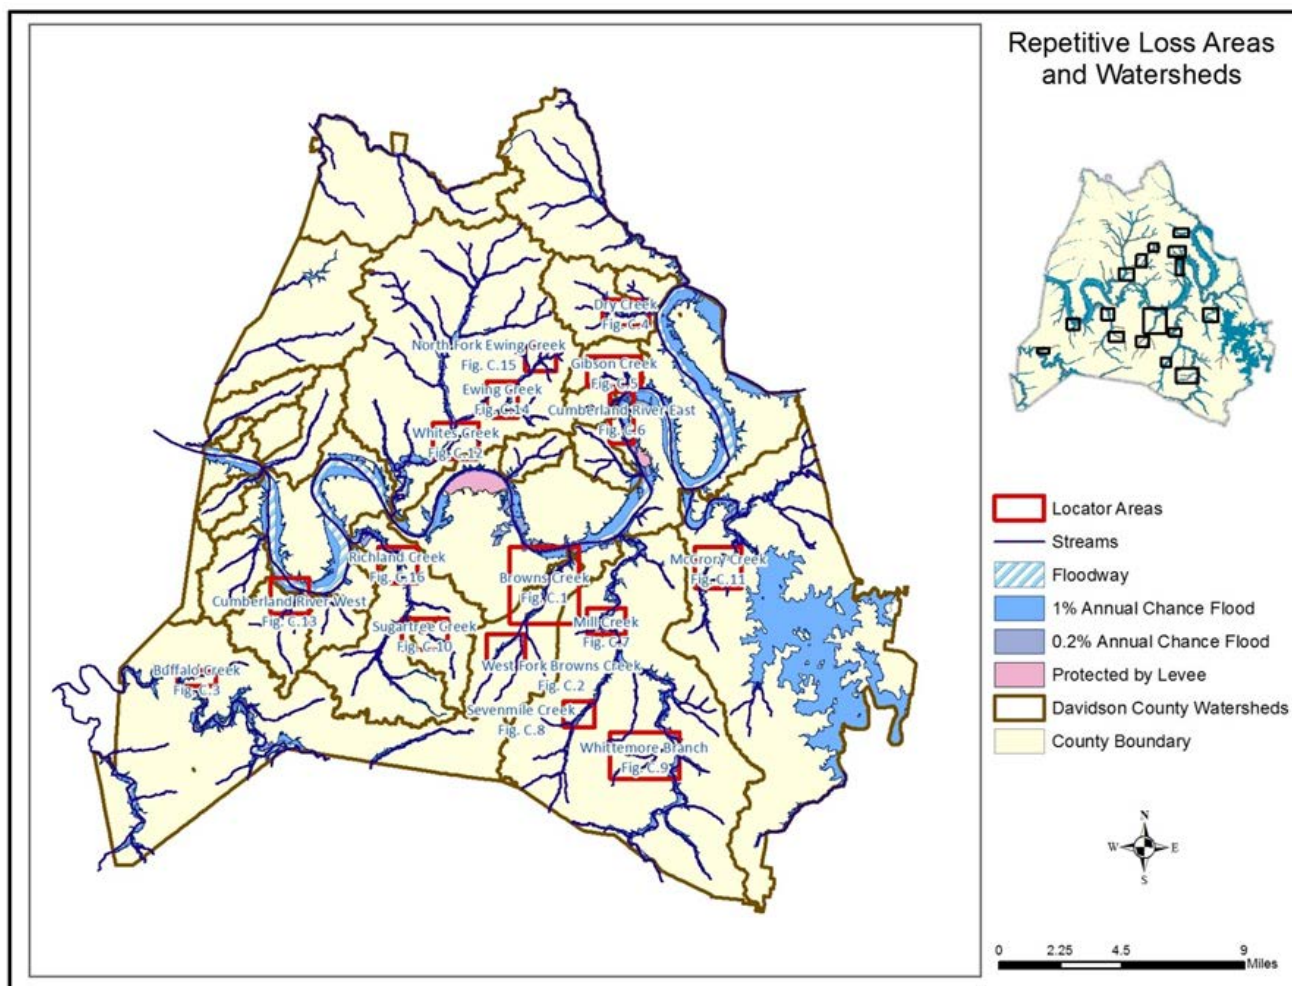 Repetitive Loss Areas
and Watersheds
Dry Creek
Fig. C.4
North Fork Ewing Creek
Fig. C.15
Gibson Creek
Fig. C.5
Ewing Creek
Fig. C.14
Cumberland River East
Fig. C.6
Whites Creek
Fig. C.12
Richland Creek
Fig. C.16
McCrory Creek
Fig. C.11
Browns Creek
Fig. C.1
Cumberland River West
Fig. C.13
Sugartree Creek
Fig. C.10
Mill Creek
Fig. C.7
West Fork Browns Creek
Fig. C.2
Buffalo Creek
Fig. C.3
Sevenmile Creek
Fig. C.8
Whittemore Branch
Fig. C.9
Locator Areas
Streams
Floodway
1% Annual Chance Flood
0.2% Annual Chance Flood
Protected by Levee
Davidson County Watersheds
County Boundary
N
W E
S
0 2.25 4.5 9
Miles